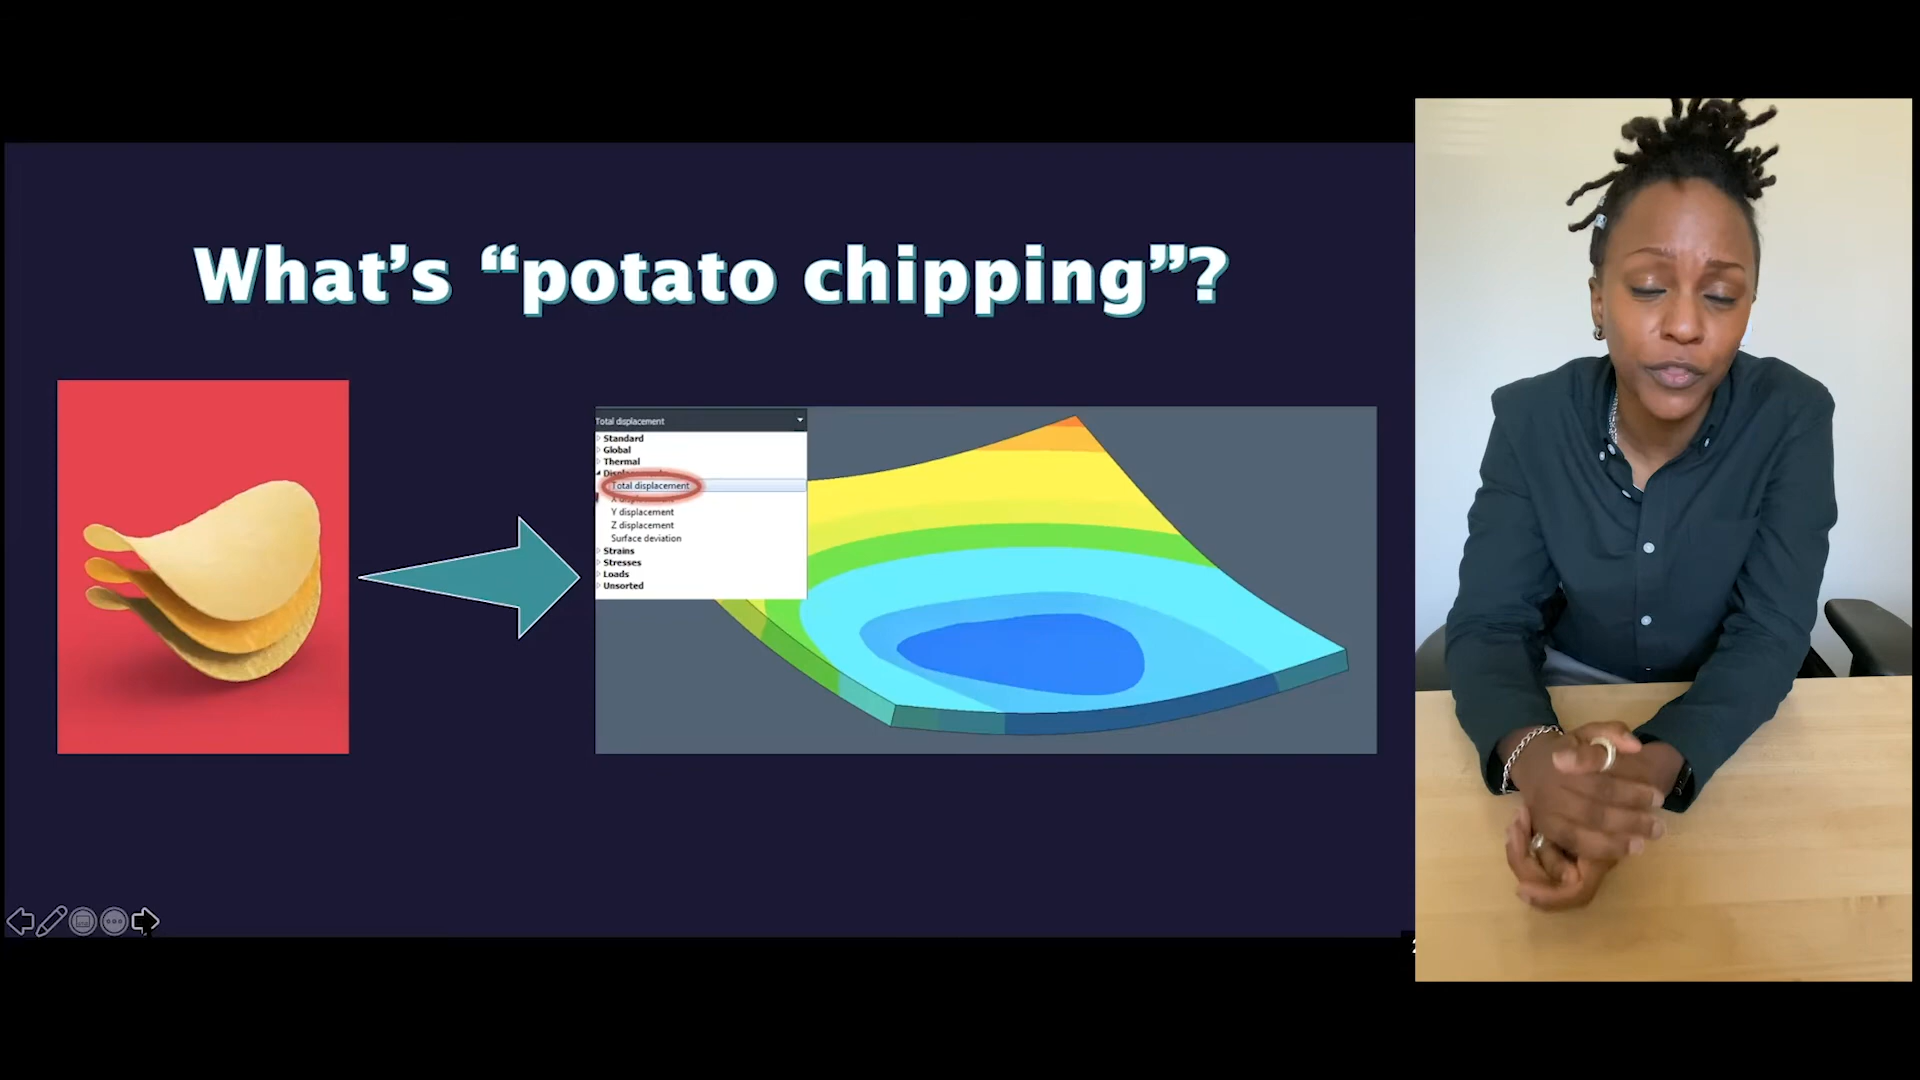 What's “potato chipping”?
Total displacement
Standard
Global
Thermal
Total displacement
Y displacement
Z displacement
Surface deviation
Strains
Stresses
Loads
Unsorted